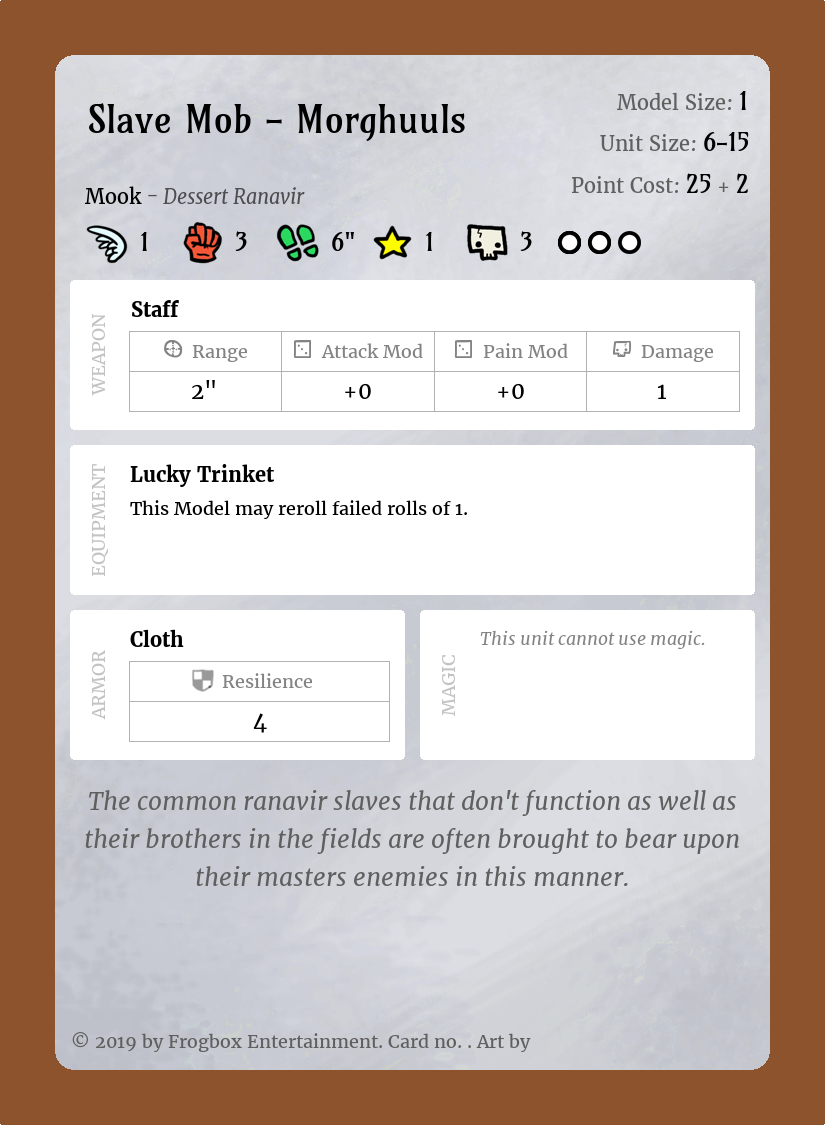 Slave Mob - Morghuuls
Model Size: 1
Unit Size: 6-15
Point Cost: 25 + 2
Mook - Dessert Ranavir
1 3 6" 1 3
WEAPON
Staff
Range Attack Mod Pain Mod Damage
2" +0 +0 1
EQUIPMENT
Lucky Trinket
This Model may reroll failed rolls of 1.
ARMOR
Cloth
Resilience
4
MAGIC
This unit cannot use magic.
The common ranavir slaves that don't function as well as
their brothers in the fields are often brought to bear upon
their masters enemies in this manner.
© 2019 by Frogbox Entertainment. Card no. . Art by